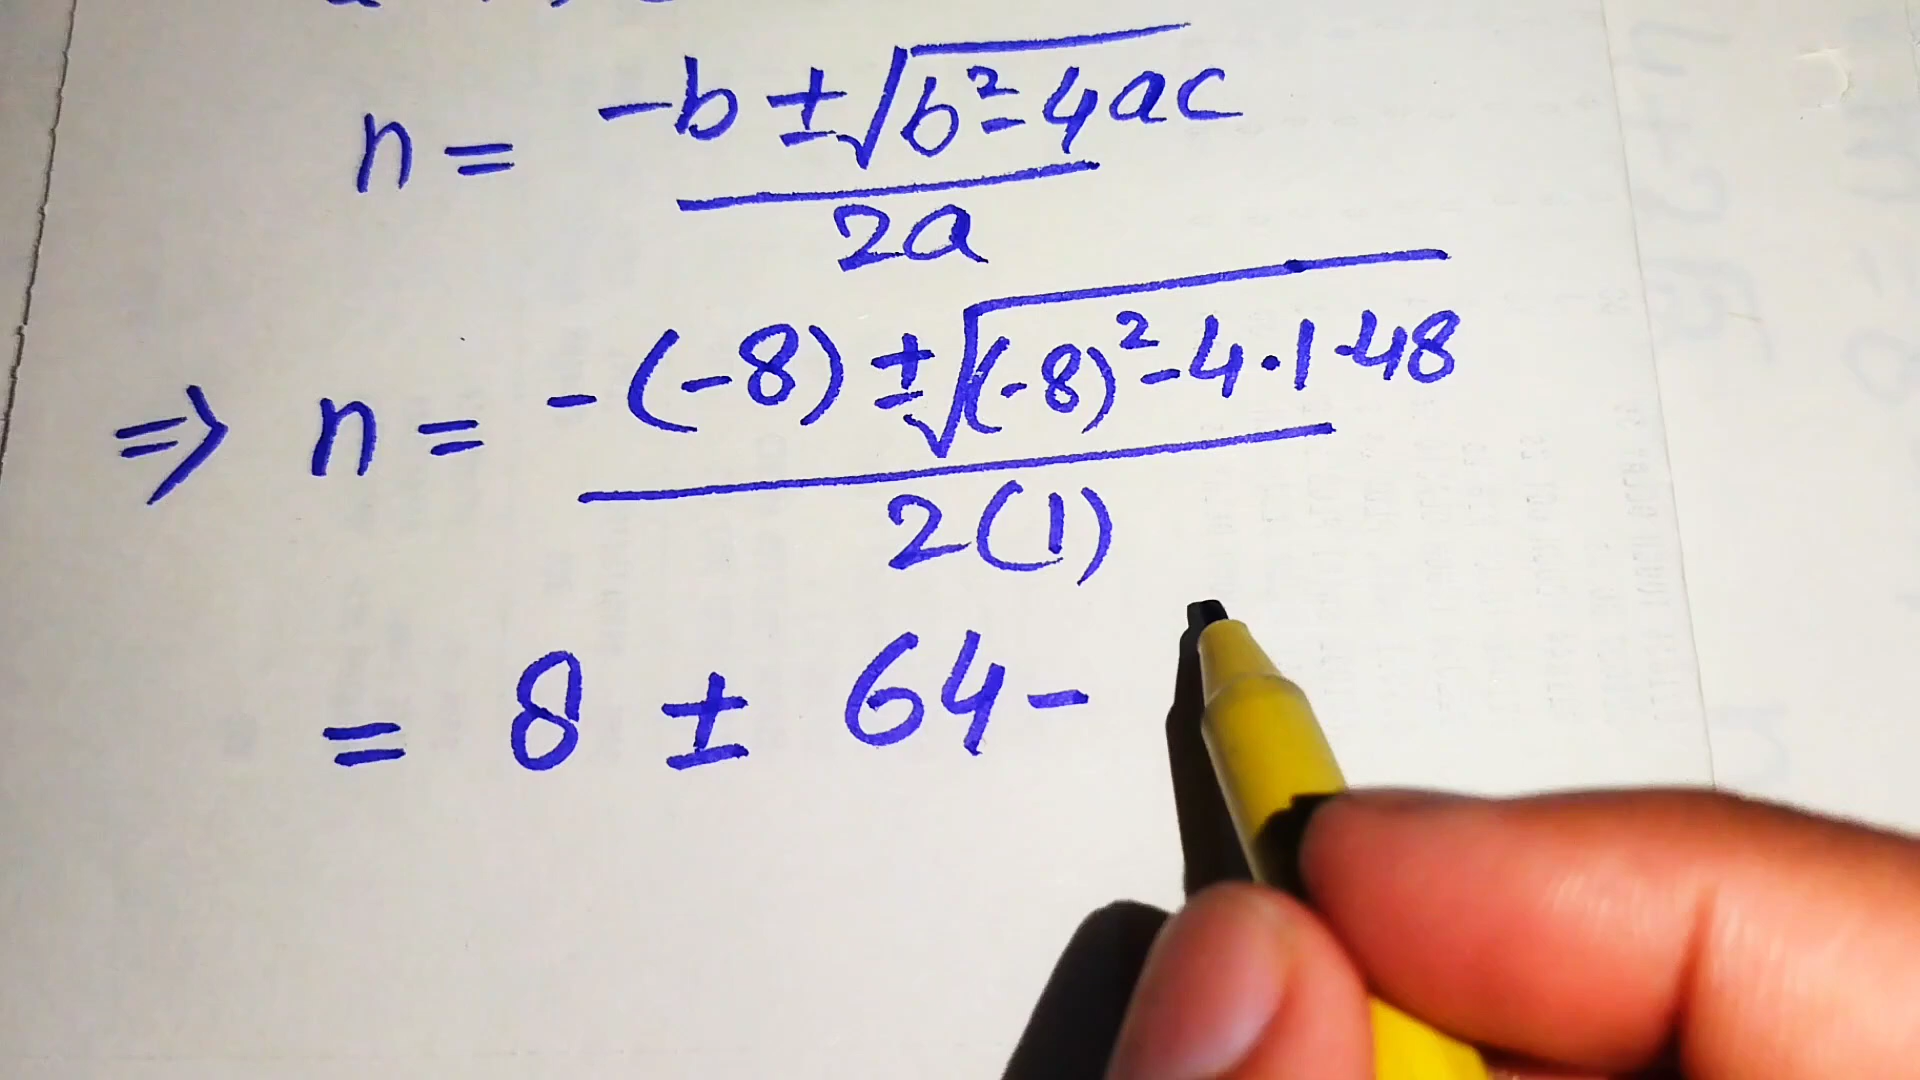 n = -b ± √b² - 4ac / 2a
⇒ n = -(-8) ± √(-8)² - 4·1·48 / 2(1)
= 8 ± 64 -